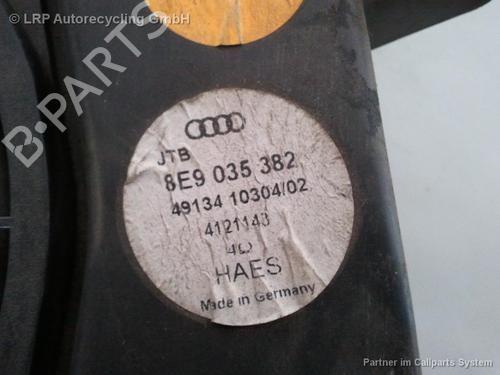 LRP Autorecycling GmbH
B-PARTS
JTB
8E9 035 382
49134 10304/02
4121143
4Ω
HAES
Made in Germany
Partner im Callparts System